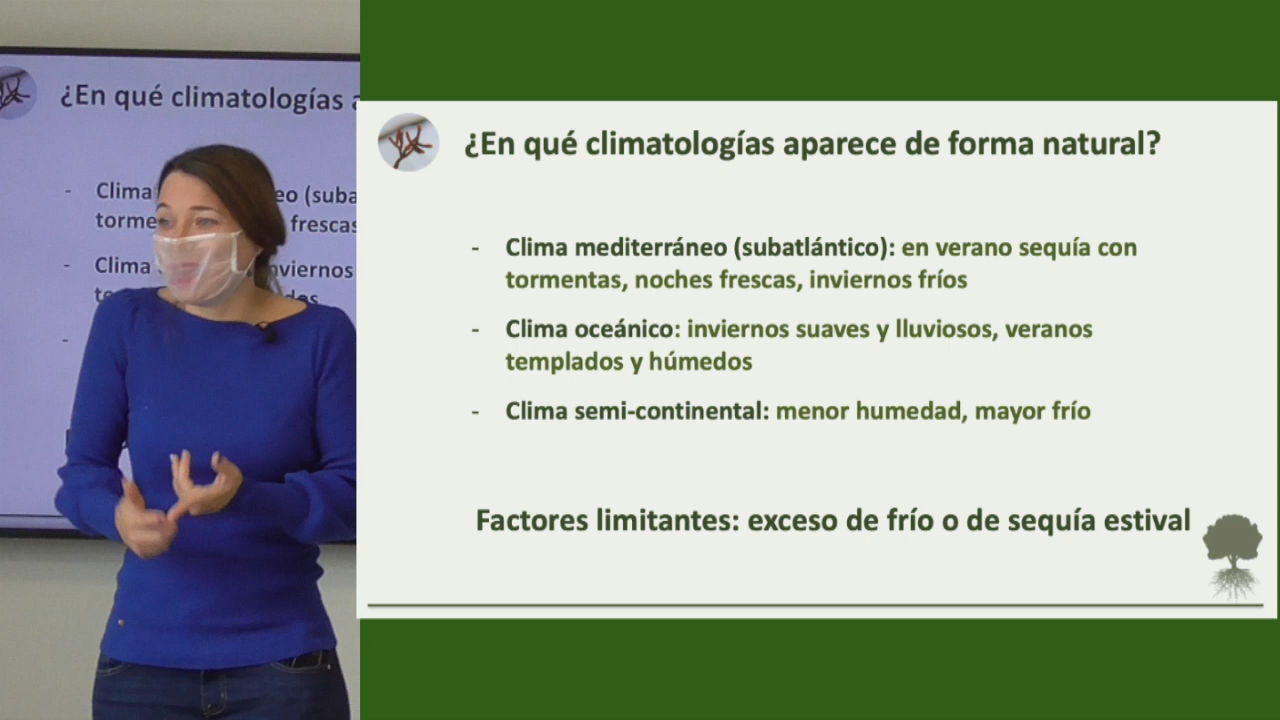 ¿En qué climatologías
- Clima eo (suba
torme frescas
- Clima nviernos
-
¿En qué climatologías aparece de forma natural?
- Clima mediterráneo (subatlántico): en verano sequía con
tormentas, noches frescas, inviernos fríos
- Clima oceánico: inviernos suaves y lluviosos, veranos
templados y húmedos
- Clima semi-continental: menor humedad, mayor frío
Factores limitantes: exceso de frío o de sequía estival